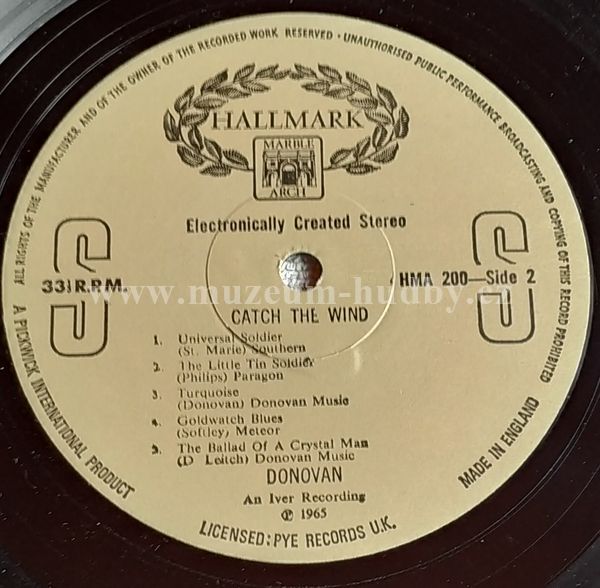 ALL RIGHTS OF THE MANUFACTURER, AND OF THE OWNER OF THE RECORDED WORK RESERVED · UNAUTHORISED PUBLIC PERFORMANCE BROADCASTING AND COPYING OF THIS RECORD PROHIBITED
HALLMARK
MARBLE
ARCH
Electronically Created Stereo
S S
33⅓ R.P.M.
HMA 200—Side 2
www.muzeum-hudby.cz
CATCH THE WIND
1. Universal Soldier
(St. Marie) Southern
2. The Little Tin Soldier
(Philips) Paragon
3. Turquoise
(Donovan) Donovan Music
4. Goldwatch Blues
(Softley) Meteor
5. The Ballad Of A Crystal Man
(D Leitch) Donovan Music
DONOVAN
An Iver Recording
℗ 1965
A PICKWICK INTERNATIONAL PRODUCT
LICENSED: PYE RECORDS U.K.
MADE IN ENGLAND